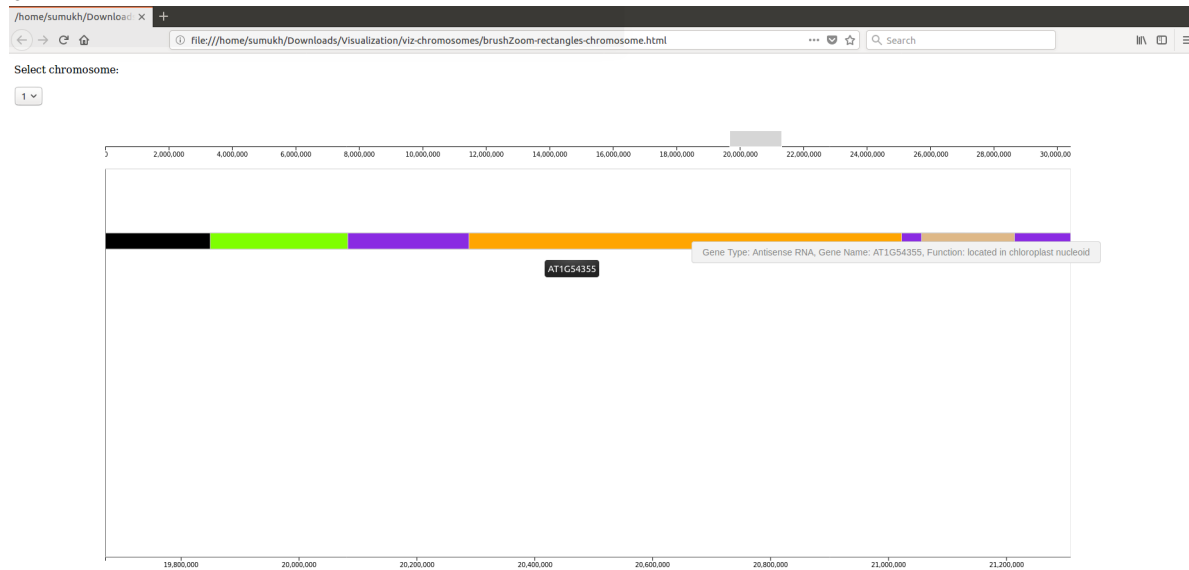 /home/sumukh/Download
file:///home/sumukh/Downloads/Visualization/viz-chromosomes/brushZoom-rectangles-chromosome.html
Search
Select chromosome:
1
2,000,000 4,000,000 6,000,000 8,000,000 10,000,000 12,000,000 14,000,000 16,000,000 18,000,000 20,000,000 22,000,000 24,000,000 26,000,000 28,000,000 30,000,00
Gene Type: Antisense RNA, Gene Name: AT1G54355, Function: located in chloroplast nucleoid
AT1G54355
19,800,000 20,000,000 20,200,000 20,400,000 20,600,000 20,800,000 21,000,000 21,200,000